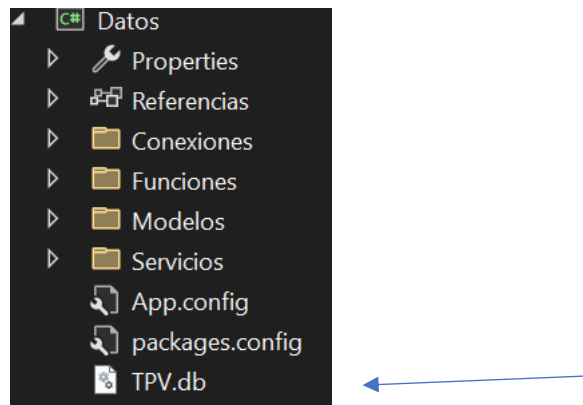 C# Datos
Properties
Referencias
Conexiones
Funciones
Modelos
Servicios
App.config
packages.config
TPV.db